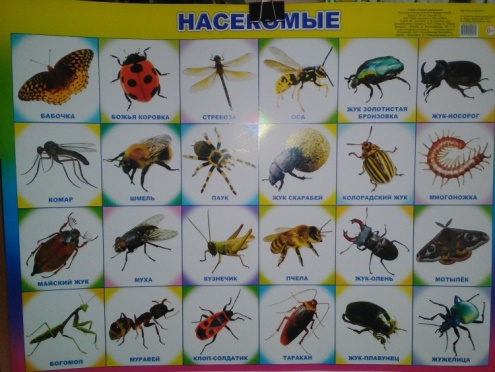 НАСЕКОМЫЕ
БАБОЧКА
БОЖЬЯ КОРОВКА
СТРЕКОЗА
ОСА
ЖУК ЗОЛОТИСТАЯ
БРОНЗОВКА
ЖУК-НОСОРОГ
КОМАР
ШМЕЛЬ
ПАУК
ЖУК СКАРАБЕЙ
КОЛОРАДСКИЙ ЖУК
МНОГОНОЖКА
МАЙСКИЙ ЖУК
МУХА
КУЗНЕЧИК
ПЧЕЛА
ЖУК-ОЛЕНЬ
МОТЫЛЁК
БОГОМОЛ
МУРАВЕЙ
КЛОП-СОЛДАТИК
ТАРАКАН
ЖУК-ПЛАВУНЕЦ
ЖУЖЕЛИЦА